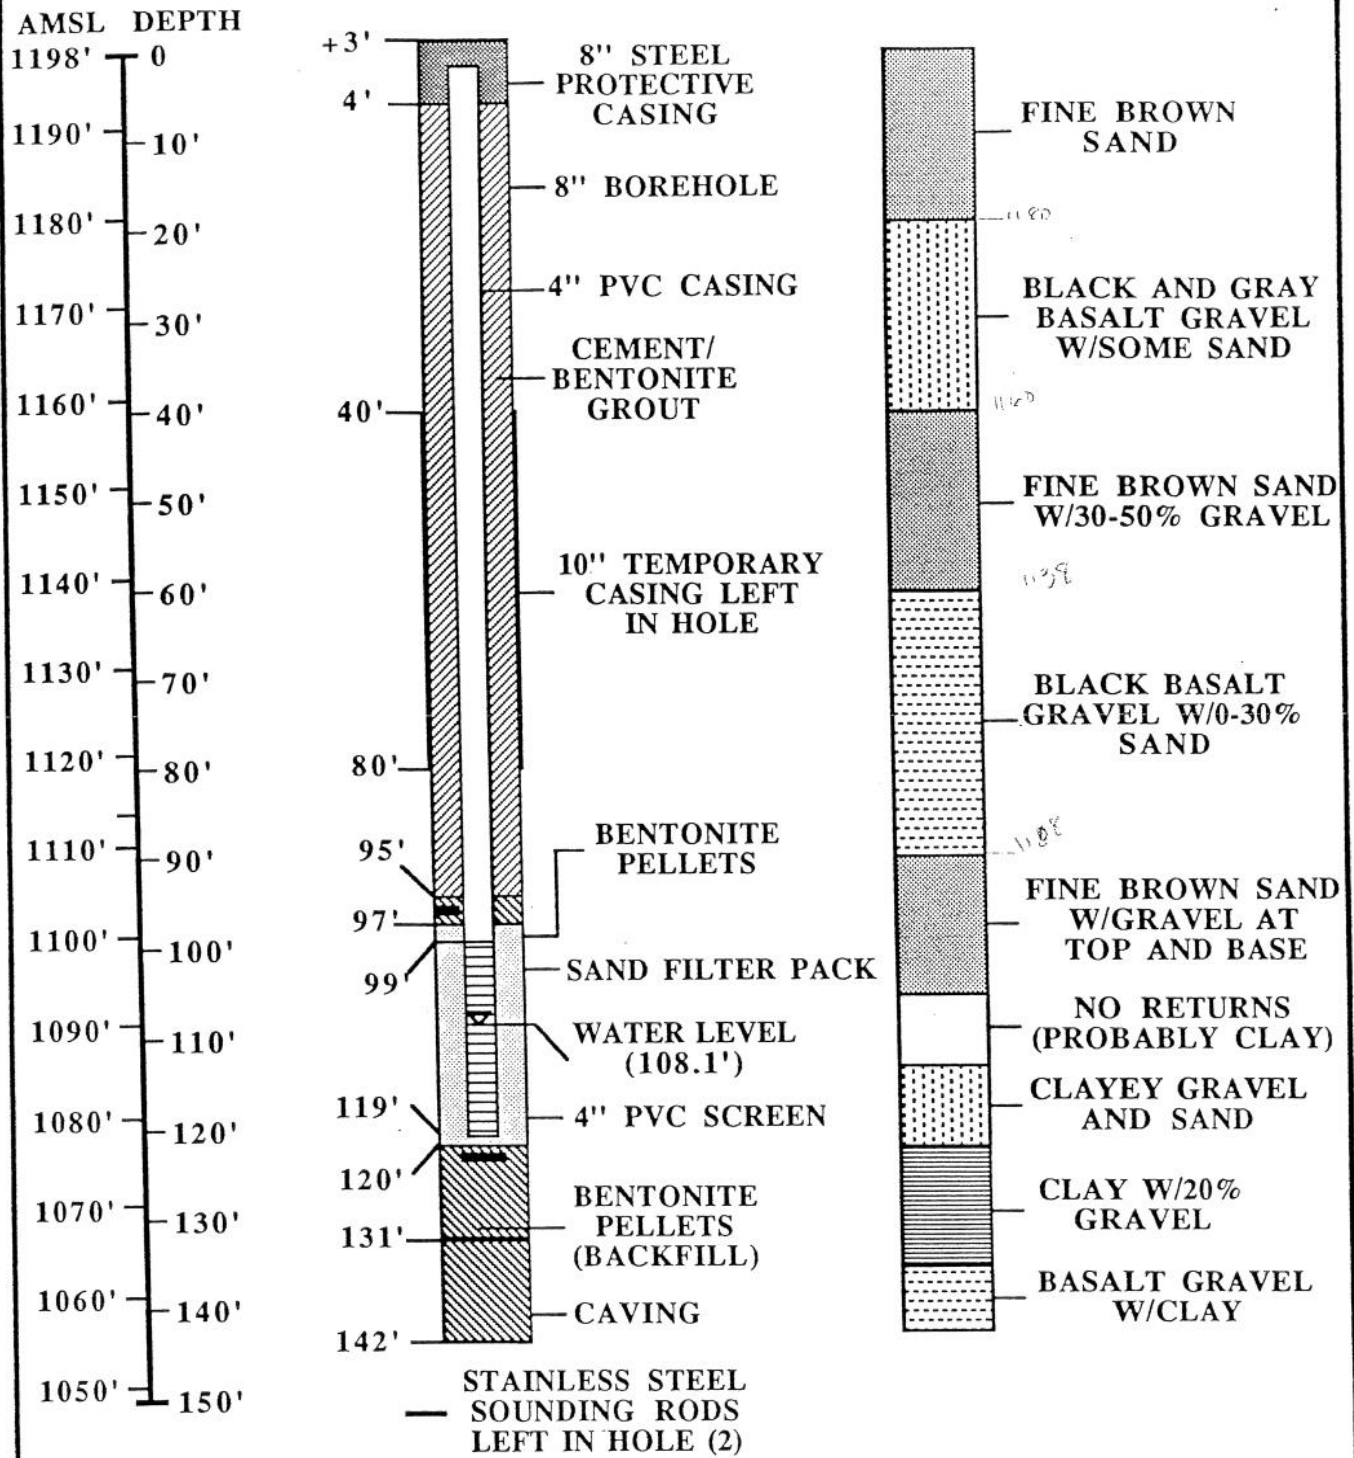 AMSL DEPTH
1198' 0
1190' 10'
1180' 20'
1170' 30'
1160' 40'
1150' 50'
1140' 60'
1130' 70'
1120' 80'
1110' 90'
1100' 100'
1090' 110'
1080' 120'
1070' 130'
1060' 140'
1050' 150'
+3'
4'
40'
80'
95'
97'
99'
119'
120'
131'
142'
8" STEEL
PROTECTIVE
CASING
8" BOREHOLE
4" PVC CASING
CEMENT/
BENTONITE
GROUT
10" TEMPORARY
CASING LEFT
IN HOLE
BENTONITE
PELLETS
SAND FILTER PACK
WATER LEVEL
(108.1')
4" PVC SCREEN
BENTONITE
PELLETS
(BACKFILL)
CAVING
STAINLESS STEEL
SOUNDING RODS
LEFT IN HOLE (2)
FINE BROWN
SAND
1180
BLACK AND GRAY
BASALT GRAVEL
W/SOME SAND
1160
FINE BROWN SAND
W/30-50% GRAVEL
1138
BLACK BASALT
GRAVEL W/0-30%
SAND
1108
FINE BROWN SAND
W/GRAVEL AT
TOP AND BASE
NO RETURNS
(PROBABLY CLAY)
CLAYEY GRAVEL
AND SAND
CLAY W/20%
GRAVEL
BASALT GRAVEL
W/CLAY